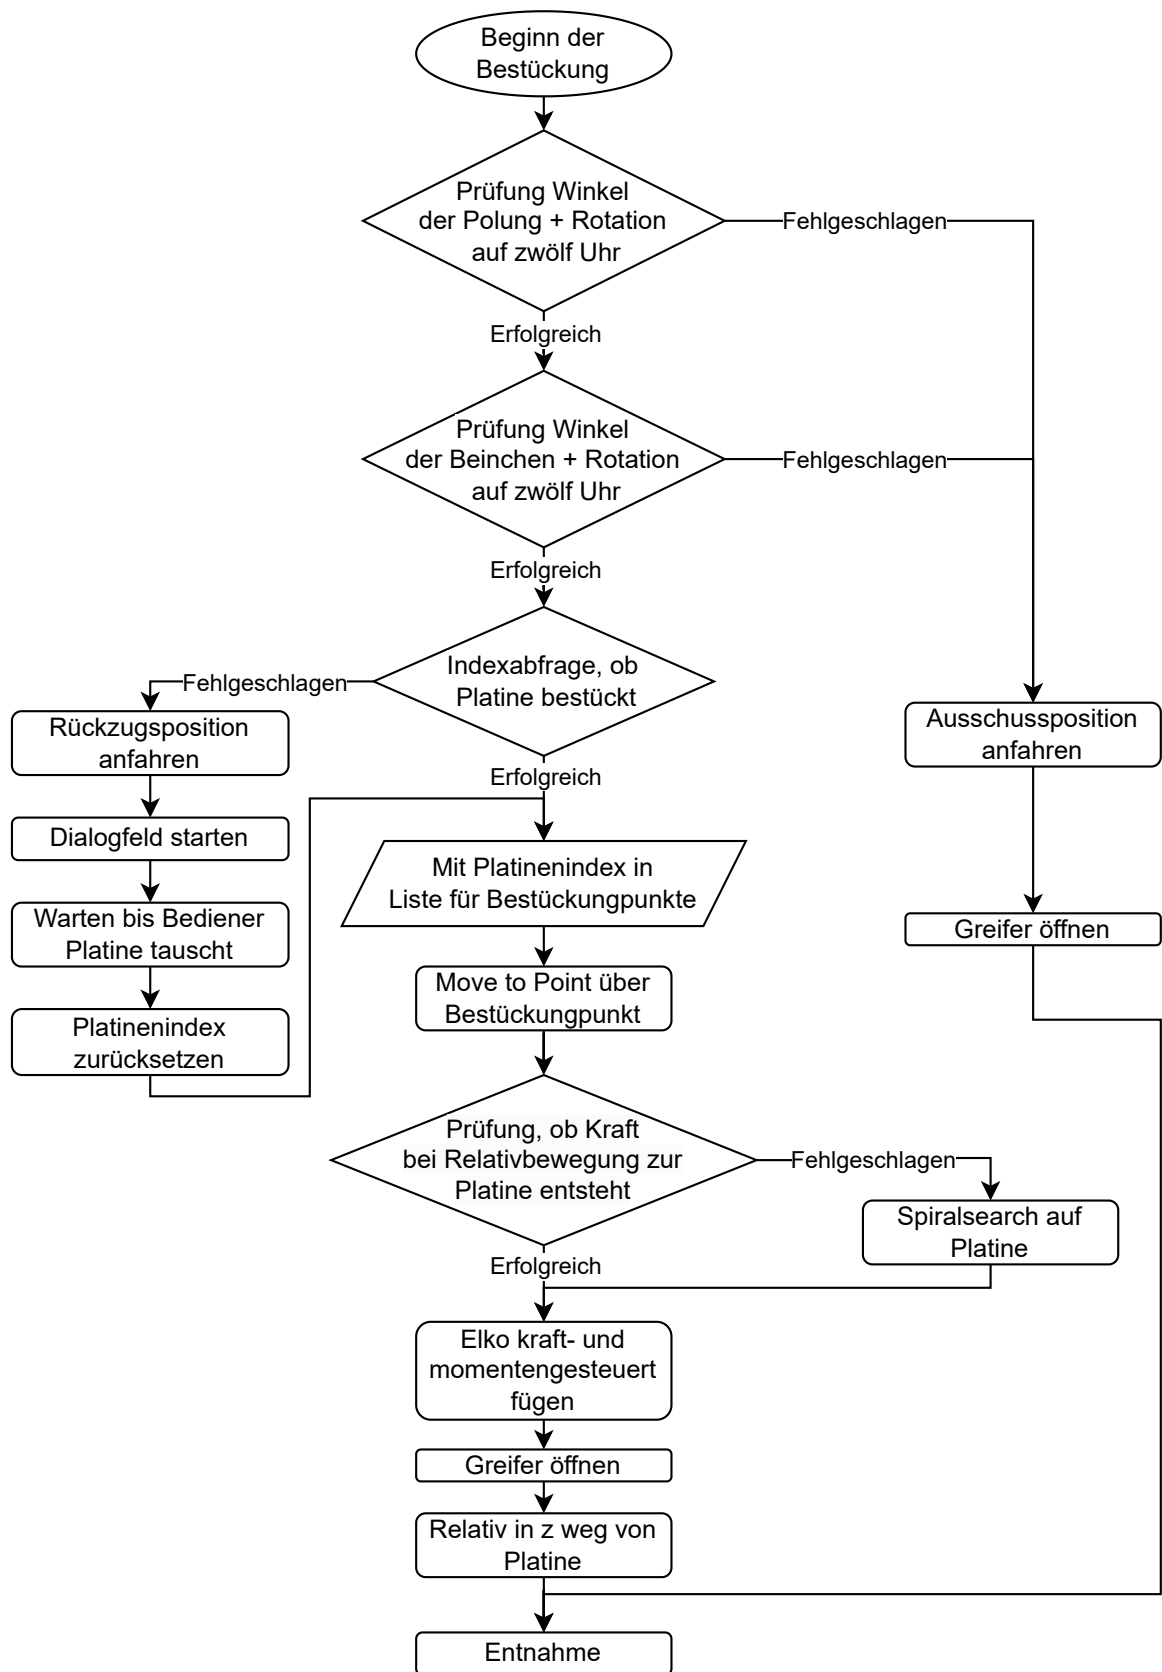 Beginn der
Bestückung
Prüfung Winkel
der Polung + Rotation
auf zwölf Uhr
Fehlgeschlagen
Erfolgreich
Prüfung Winkel
der Beinchen + Rotation
auf zwölf Uhr
Fehlgeschlagen
Erfolgreich
Indexabfrage, ob
Platine bestückt
Fehlgeschlagen
Erfolgreich
Rückzugsposition
anfahren
Dialogfeld starten
Warten bis Bediener
Platine tauscht
Platinenindex
zurücksetzen
Ausschussposition
anfahren
Greifer öffnen
Mit Platinenindex in
Liste für Bestückungpunkte
Move to Point über
Bestückungpunkt
Prüfung, ob Kraft
bei Relativbewegung zur
Platine entsteht
Fehlgeschlagen
Spiralsearch auf
Platine
Erfolgreich
Elko kraft- und
momentengesteuert
fügen
Greifer öffnen
Relativ in z weg von
Platine
Entnahme